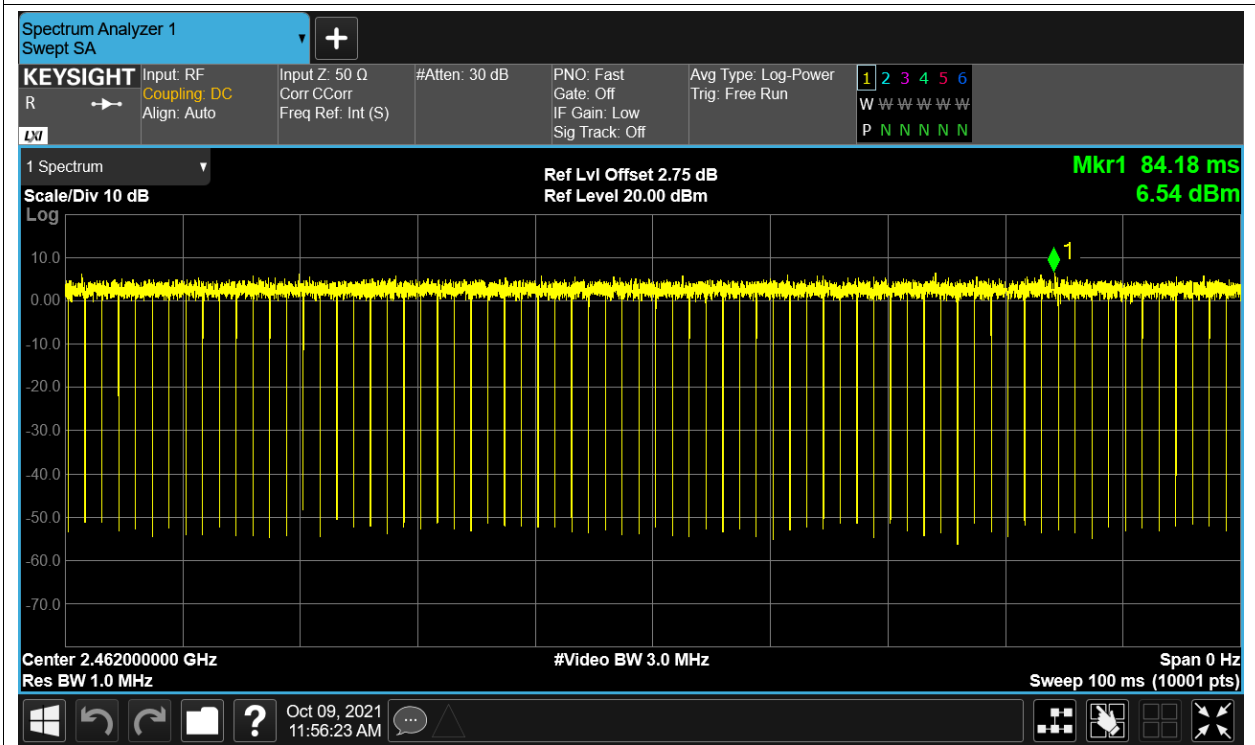 Spectrum Analyzer 1
Swept SA
KEYSIGHT
R
LXI
Input: RF
Coupling: DC
Align: Auto
Input Z: 50 Ω
Corr CCorr
Freq Ref: Int (S)
#Atten: 30 dB
PNO: Fast
Gate: Off
IF Gain: Low
Sig Track: Off
Avg Type: Log-Power
Trig: Free Run
1 2 3 4 5 6
W W W W W W
P N N N N N
1 Spectrum
Scale/Div 10 dB
Log
Ref Lvl Offset 2.75 dB
Ref Level 20.00 dBm
Mkr1 84.18 ms
6.54 dBm
1
10.0
0.00
-10.0
-20.0
-30.0
-40.0
-50.0
-60.0
-70.0
Center 2.462000000 GHz
Res BW 1.0 MHz
#Video BW 3.0 MHz
Span 0 Hz
Sweep 100 ms (10001 pts)
?
Oct 09, 2021
11:56:23 AM